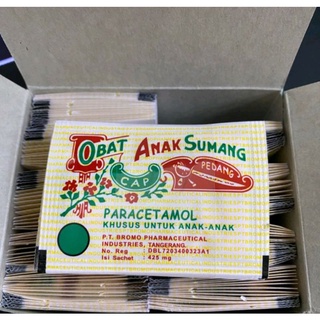 OBAT ANAK SUMANG
CAP PEDANG
PARACETAMOL
KHUSUS UNTUK ANAK-ANAK
P.T. BROMO PHARMACEUTICAL
INDUSTRIES, TANGERANG.
No. Reg : DBL7203400323A1
Isi Sachet : 425 mg